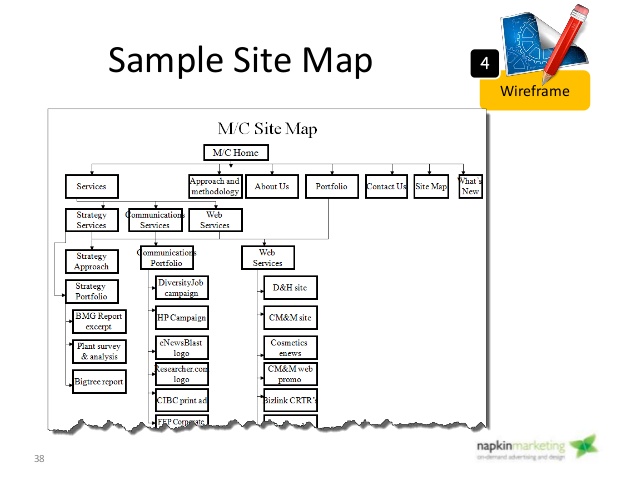 Sample Site Map
4
Wireframe
M/C Site Map
M/C Home
Services
Approach and
methodology
About Us
Portfolio
Contact Us
Site Map
What's
New
Strategy
Services
Communications
Services
Web
Services
Strategy
Approach
Communications
Portfolio
Web
Services
Strategy
Portfolio
DiversityJob
campaign
D&H site
BMG Report
excerpt
HP Campaign
CM&M site
Plant survey
& analysis
eNewsBlast
logo
Cosmetics
enews
Bigtree report
Researcher.com
logo
CM&M web
promo
CIBC print ad
Bizlink CRTR's
FEP Corporate
napkinmarketing
on-demand advertising and design
38